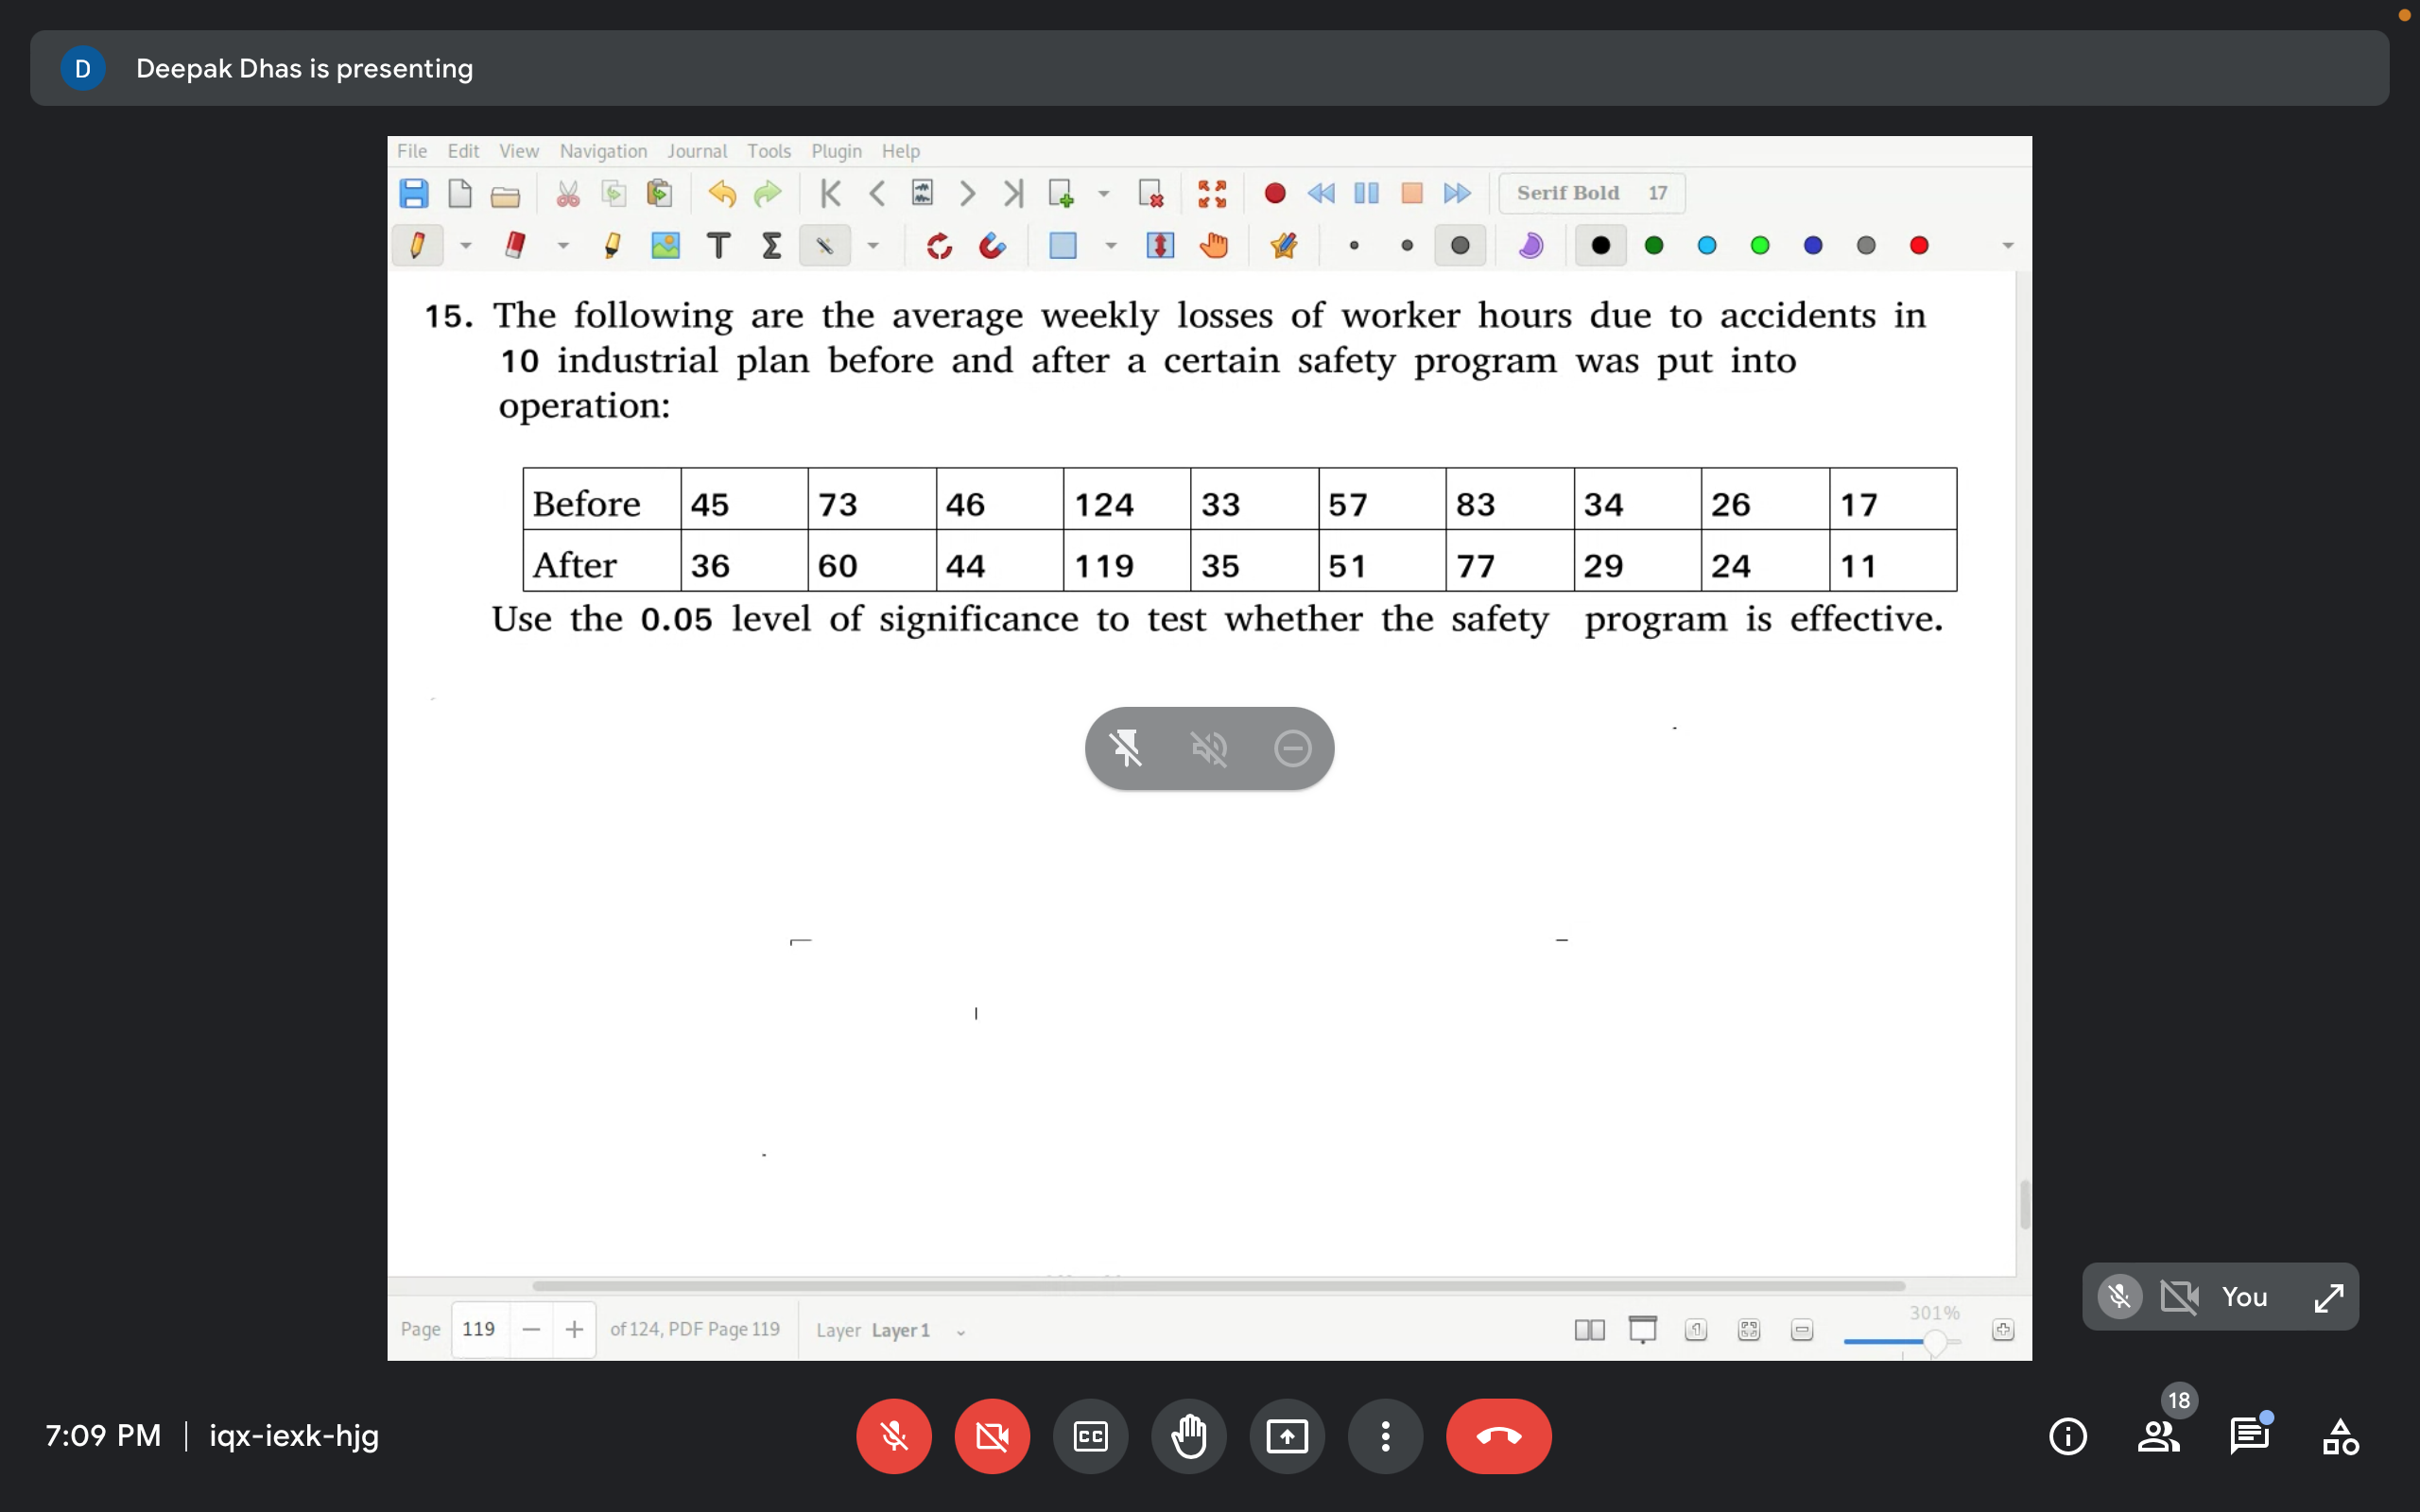 D Deepak Dhas is presenting
File Edit View Navigation Journal Tools Plugin Help
Serif Bold 17
15. The following are the average weekly losses of worker hours due to accidents in
10 industrial plan before and after a certain safety program was put into
operation:
Before 45 73 46 124 33 57 83 34 26 17
After 36 60 44 119 35 51 77 29 24 11
Use the 0.05 level of significance to test whether the safety program is effective.
Page 119 of 124, PDF Page 119 Layer Layer 1 301%
You
7:09 PM | iqx-iexk-hjg CC 18